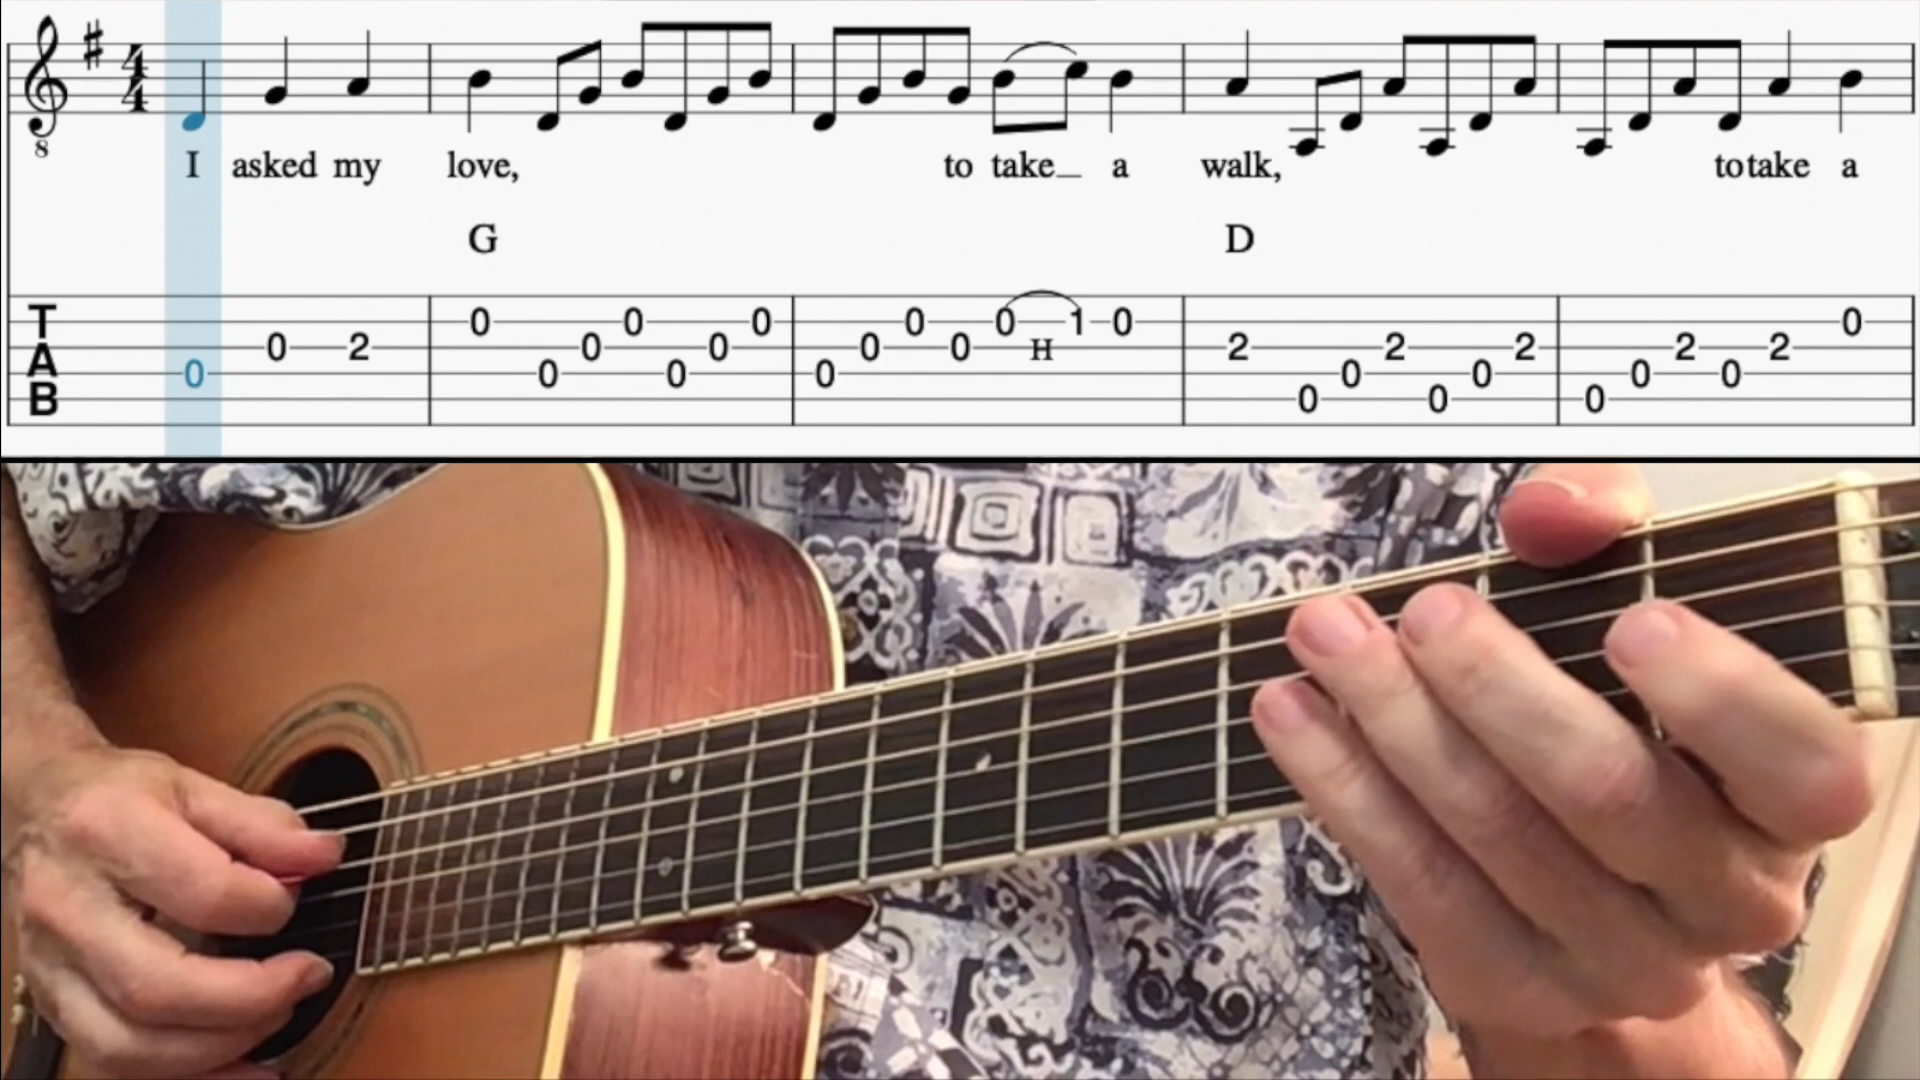 4
4
8
I asked my love, to take_ a walk, to take a
G D
T 0 0 0 0 0 1 0 0
0 2 0 0 0 0 H 2 2 2 2 2
A 0 0 0 0 0 0 0 0
B 0 0 0